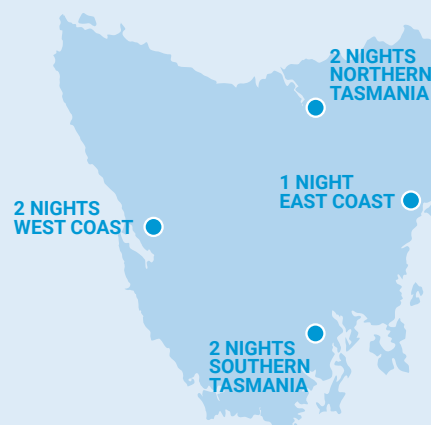 2 NIGHTS
NORTHERN
TASMANIA
1 NIGHT
EAST COAST
2 NIGHTS
WEST COAST
2 NIGHTS
SOUTHERN
TASMANIA